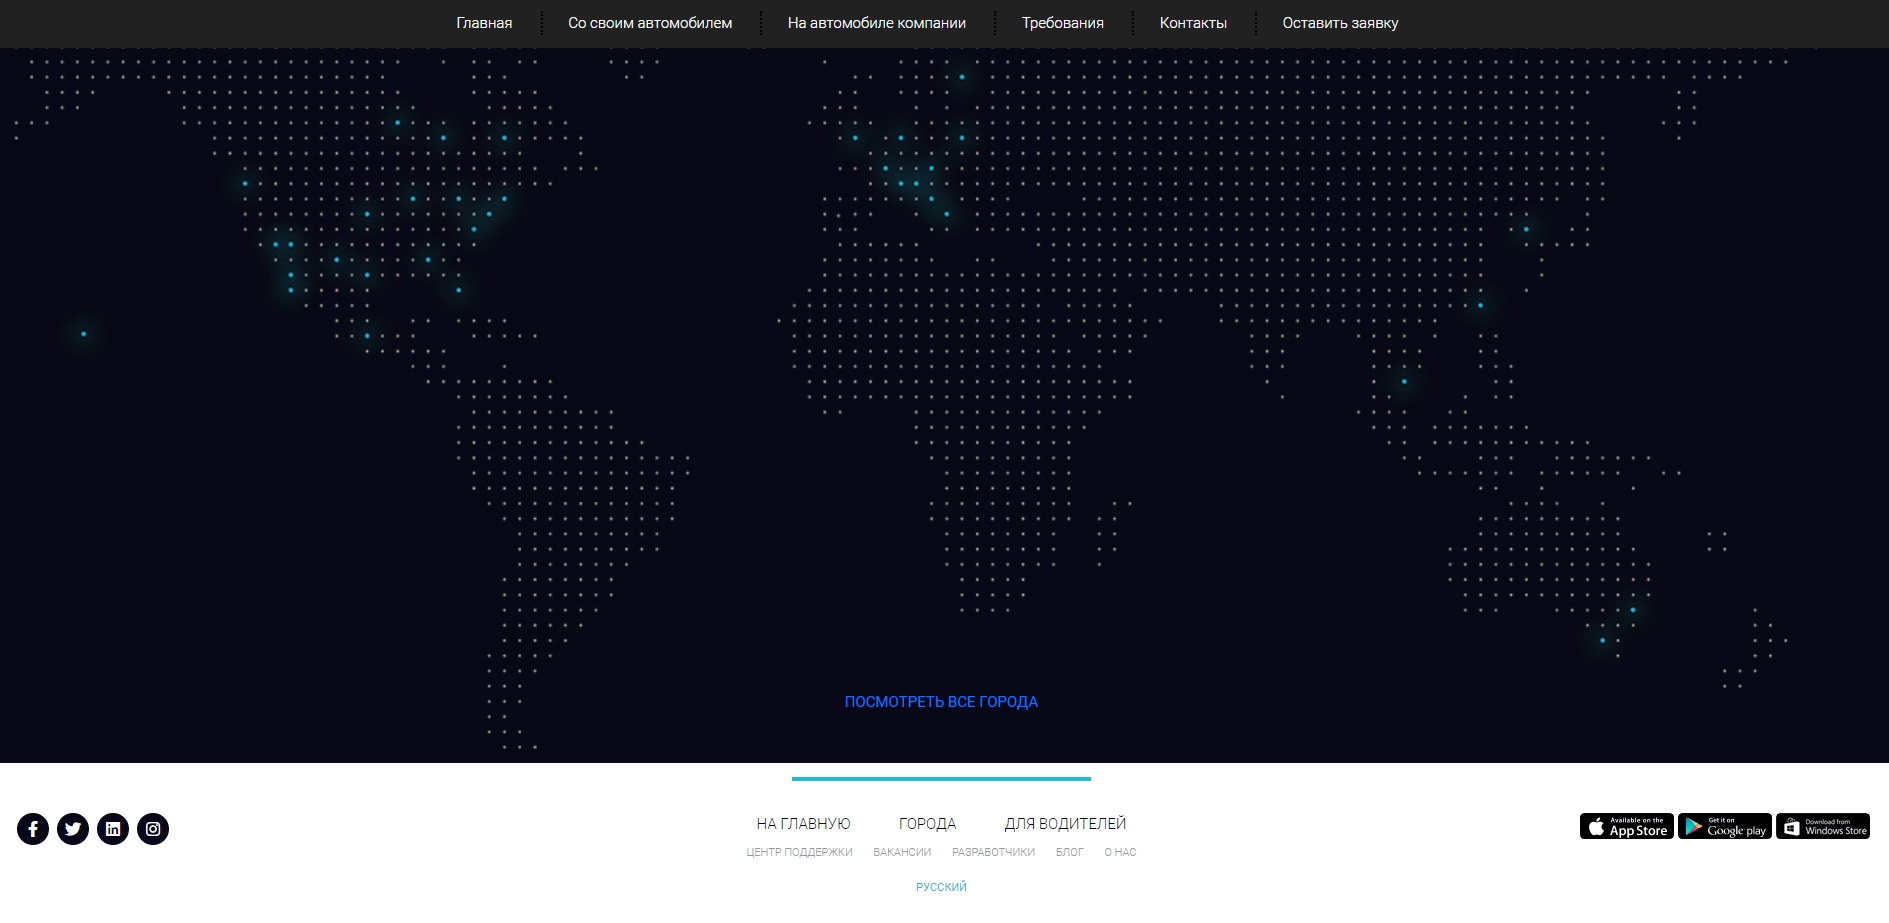 Главная Со своим автомобилем На автомобиле компании Требования Контакты Оставить заявку
ПОСМОТРЕТЬ ВСЕ ГОРОДА
НА ГЛАВНУЮ ГОРОДА ДЛЯ ВОДИТЕЛЕЙ
ЦЕНТР ПОДДЕРЖКИ ВАКАНСИИ РАЗРАБОТЧИКИ БЛОГ О НАС
РУССКИЙ
Available on the
App Store
Get it on
Google play
Download from
Windows Store